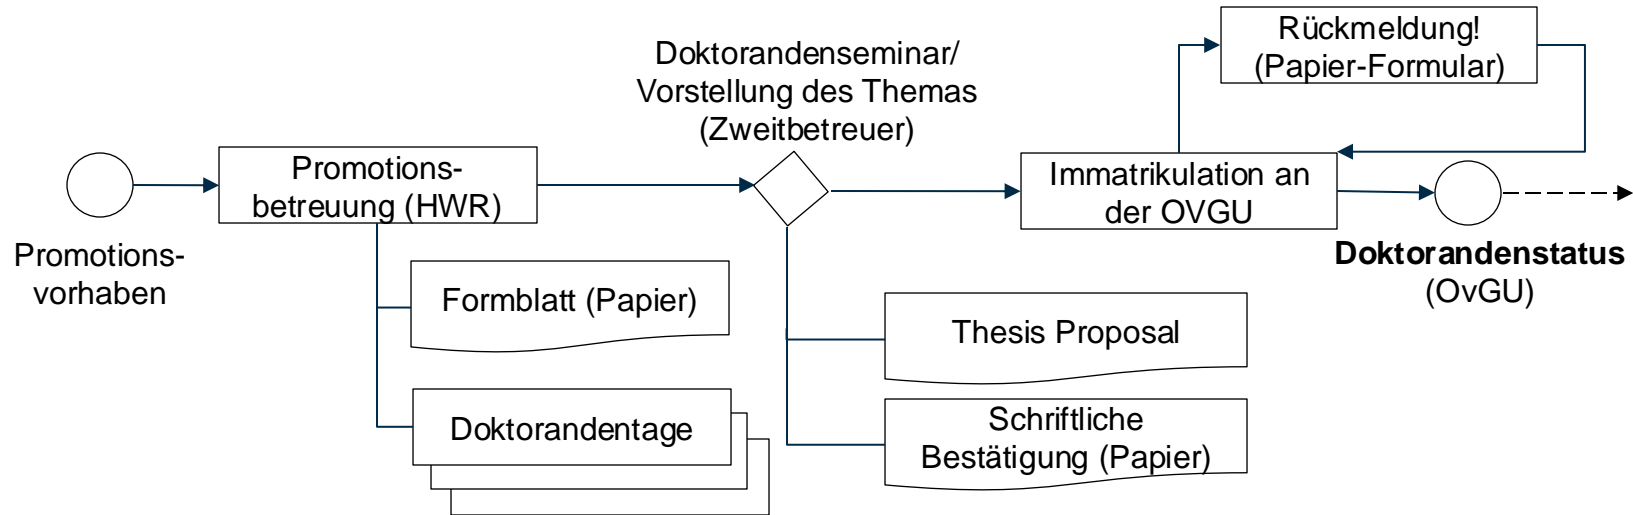 Promotions-
vorhaben
Promotions-
betreuung (HWR)
Formblatt (Papier)
Doktorandentage
Doktorandenseminar/
Vorstellung des Themas
(Zweitbetreuer)
Thesis Proposal
Schriftliche
Bestätigung (Papier)
Immatrikulation an
der OVGU
Rückmeldung!
(Papier-Formular)
Doktorandenstatus
(OvGU)